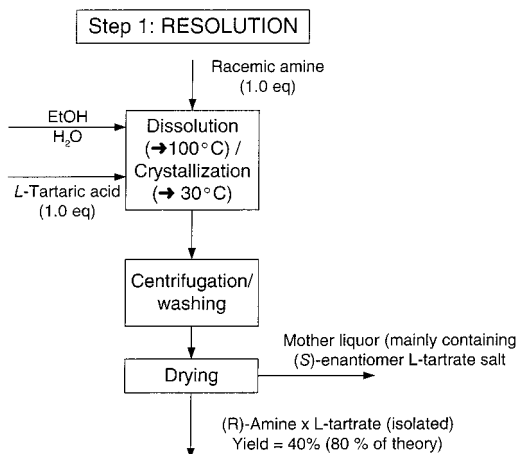 Step 1: RESOLUTION
Racemic amine
(1.0 eq)
EtOH
H₂O
L-Tartaric acid
(1.0 eq)
Dissolution
(➔100°C) /
Crystallization
(➔ 30°C)
Centrifugation/
washing
Drying
Mother liquor (mainly containing
(S)-enantiomer L-tartrate salt
(R)-Amine x L-tartrate (isolated)
Yield = 40% (80 % of theory)